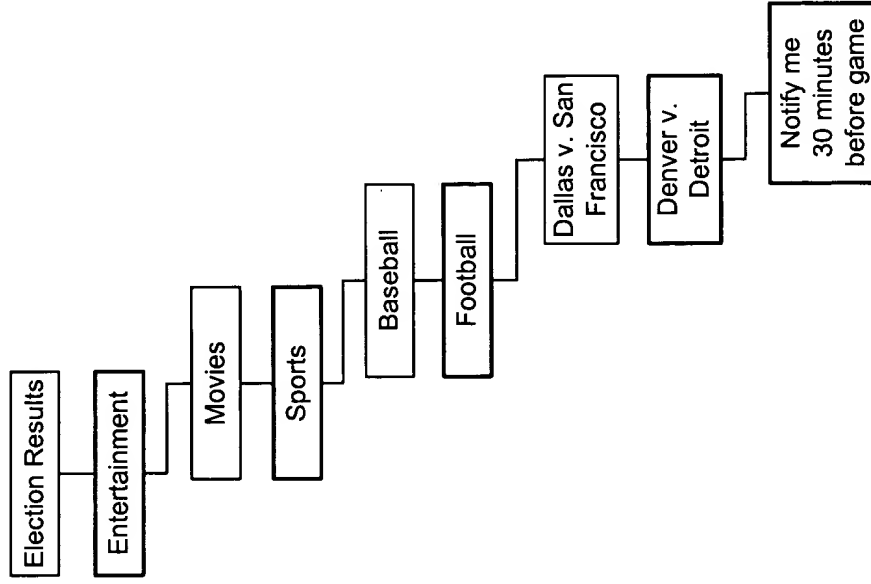 Election Results
Entertainment
Movies
Sports
Baseball
Football
Dallas v. San
Francisco
Denver v.
Detroit
Notify me
30 minutes
before game